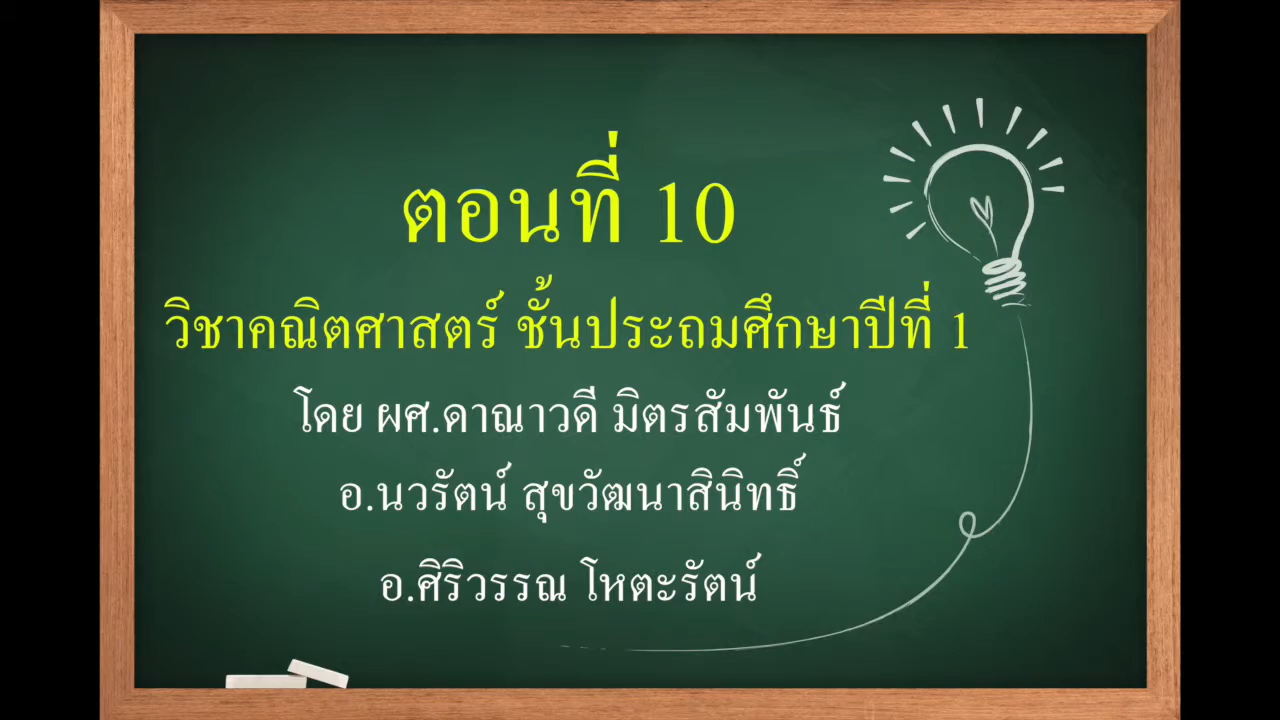 ตอนที่ 10
วิชาคณิตศาสตร์ ชั้นประถมศึกษาปีที่ 1
โดย ผศ.ดาณาวดี มิตรสัมพันธ์
อ.นวรัตน์ สุขวัฒนาสินิทธิ์
อ.ศิริวรรณ โหตะรัตน์